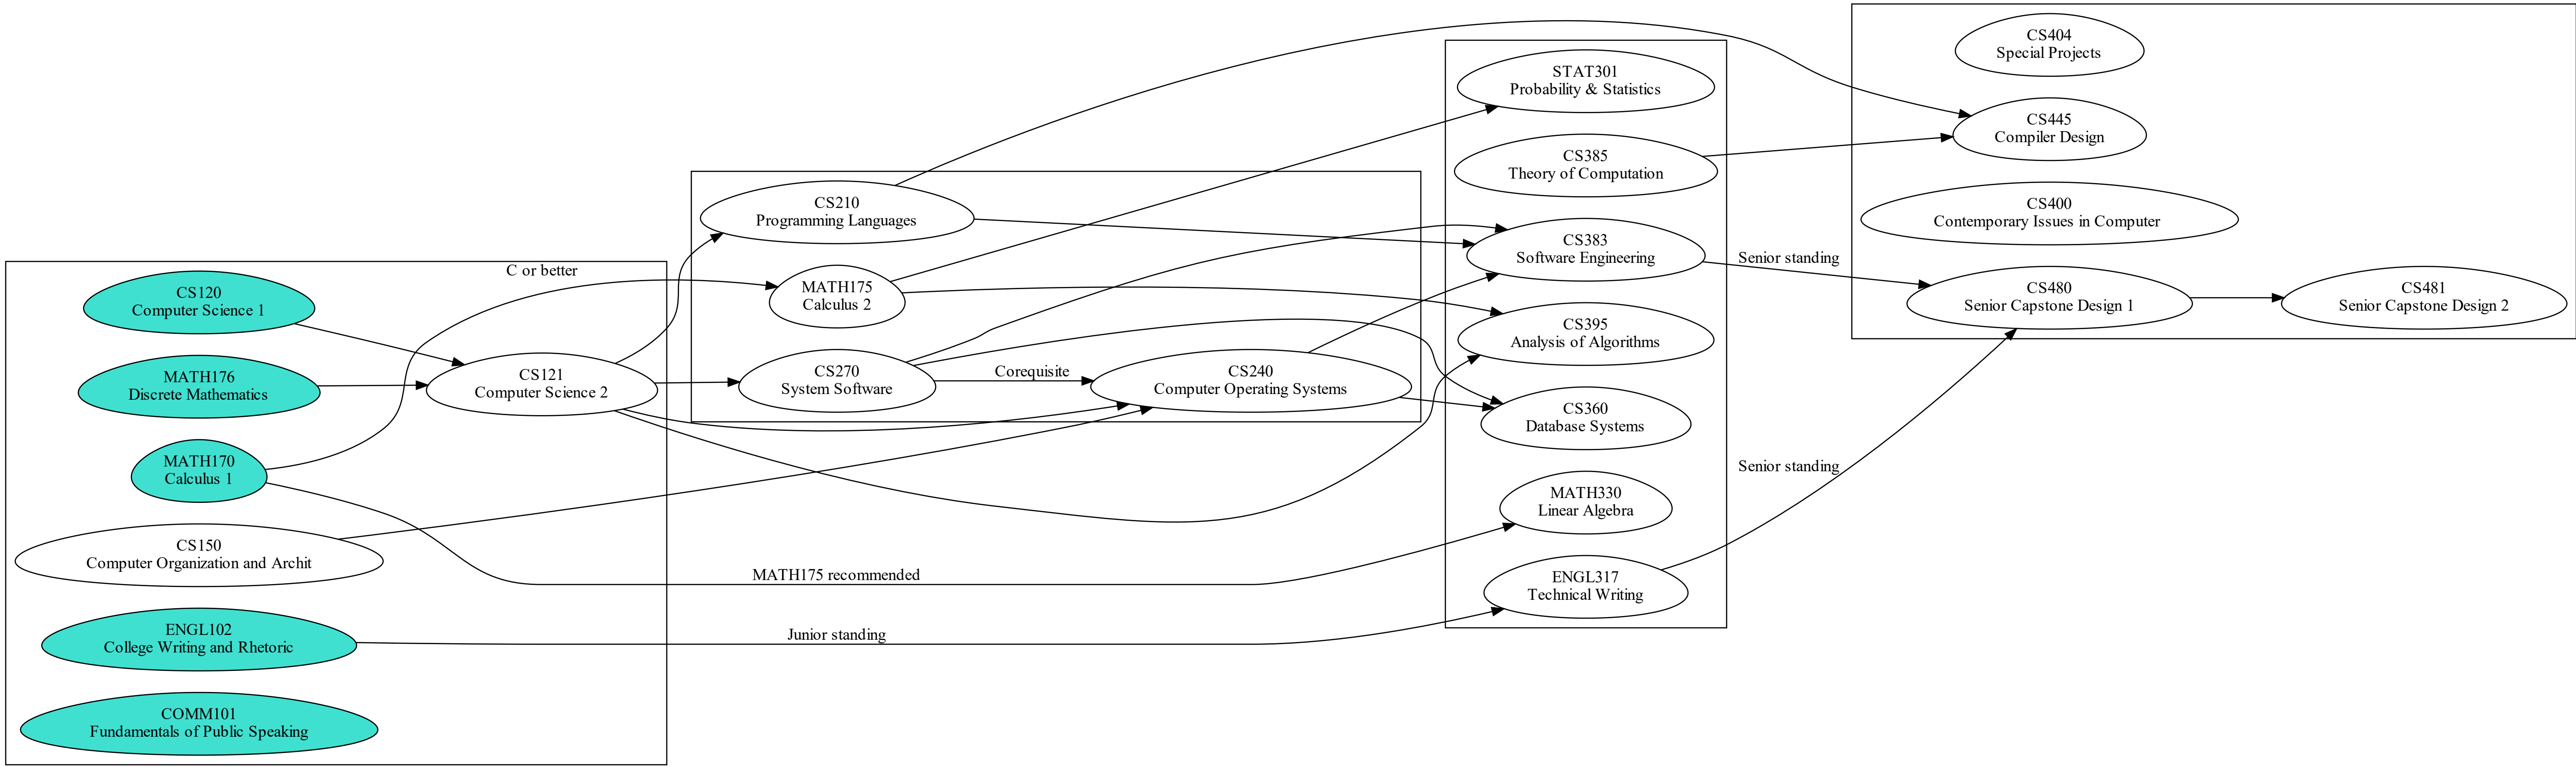 CS120
Computer Science 1
MATH176
Discrete Mathematics
MATH170
Calculus 1
CS150
Computer Organization and Archit
ENGL102
College Writing and Rhetoric
COMM101
Fundamentals of Public Speaking
CS121
Computer Science 2
C or better
MATH175 recommended
Junior standing
CS210
Programming Languages
MATH175
Calculus 2
CS270
System Software
Corequisite
CS240
Computer Operating Systems
STAT301
Probability & Statistics
CS385
Theory of Computation
CS383
Software Engineering
CS395
Analysis of Algorithms
CS360
Database Systems
MATH330
Linear Algebra
ENGL317
Technical Writing
Senior standing
Senior standing
CS404
Special Projects
CS445
Compiler Design
CS400
Contemporary Issues in Computer
CS480
Senior Capstone Design 1
CS481
Senior Capstone Design 2